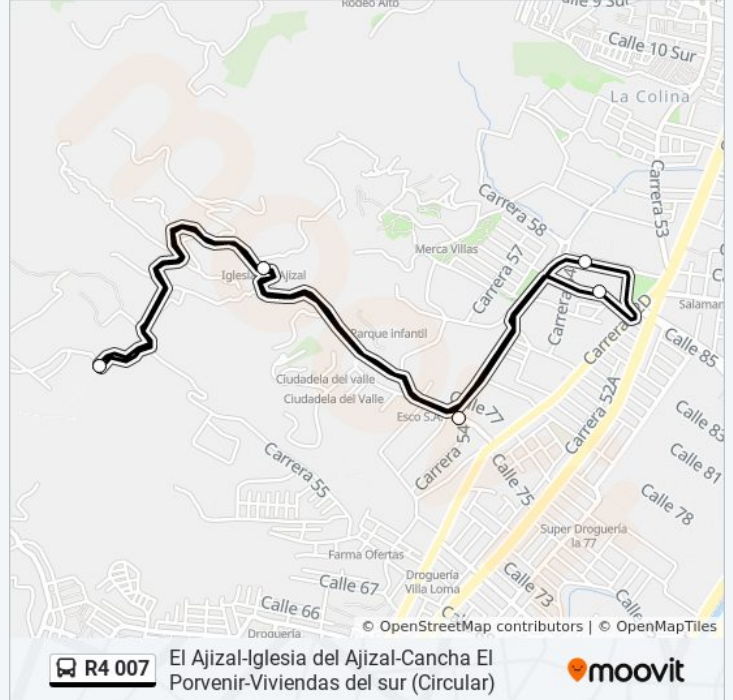 Rodeo Alto
Calle 9 Sur
Calle 10 Sur
La Colina
Carrera 53
Carrera 58
Merca Villas
Carrera 57
Iglesia Ajizal
Salamar
Carrera
Parque infantil
Calle 85
Ciudadela del valle
Ciudadela del Valle
Carrera 52A
Esco S.A.
Calle 77
Calle 83
Carrera 54
Calle 81
Carrera 55
Calle 75
Calle 78
Super Droguería
la 77
Farma Ofertas
Droguería
Villa Loma
Calle 73
Calle 67
Calle 66
Droguería
© OpenStreetMap contributors | © OpenMapTiles
R4 007
El Ajizal-Iglesia del Ajizal-Cancha El
Porvenir-Viviendas del sur (Circular)
moovit